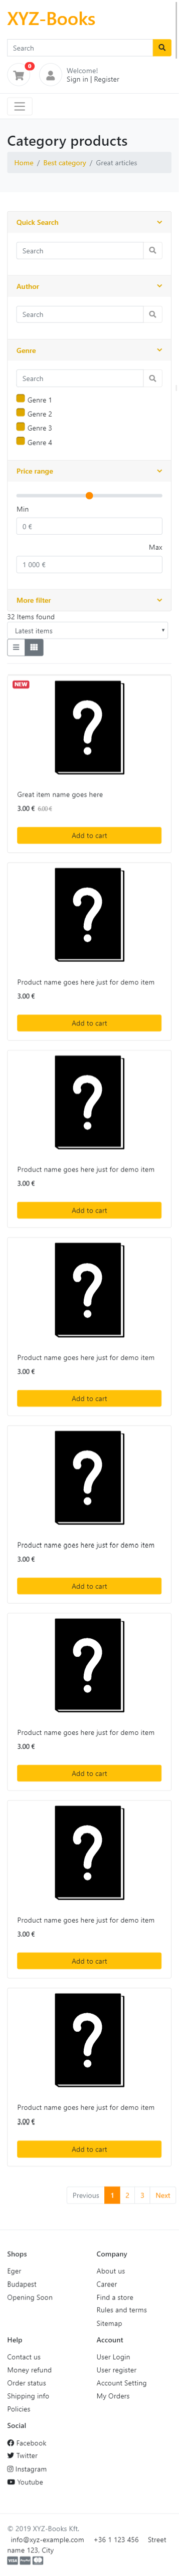 XYZ-Books
Search
0
Welcome!
Sign in | Register
Category products
Home / Best category / Great articles
Quick Search
Search
Author
Search
Genre
Search
Genre 1
Genre 2
Genre 3
Genre 4
Price range
Min
0 €
Max
1 000 €
More filter
32 Items found
Latest items
NEW
Great item name goes here
3.00 € 6.00 €
Add to cart
Product name goes here just for demo item
3.00 €
Add to cart
Product name goes here just for demo item
3.00 €
Add to cart
Product name goes here just for demo item
3.00 €
Add to cart
Product name goes here just for demo item
3.00 €
Add to cart
Product name goes here just for demo item
3.00 €
Add to cart
Product name goes here just for demo item
3.00 €
Add to cart
Product name goes here just for demo item
3.00 €
Add to cart
Previous 1 2 3 Next
Shops
Eger
Budapest
Opening Soon
Company
About us
Career
Find a store
Rules and terms
Sitemap
Help
Contact us
Money refund
Order status
Shipping info
Policies
Account
User Login
User register
Account Setting
My Orders
Social
Facebook
Twitter
Instagram
Youtube
© 2019 XYZ-Books Kft.
info@xyz-example.com +36 1 123 456 Street
name 123, City